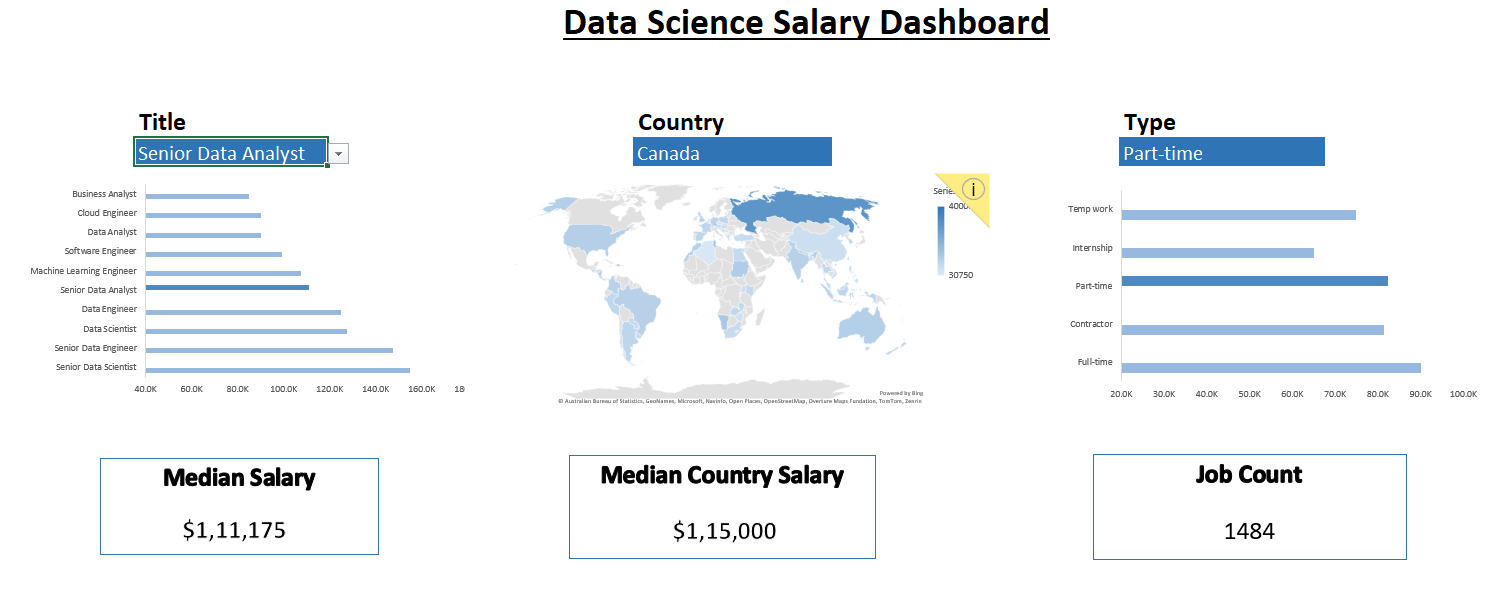 Data Science Salary Dashboard
Title
Senior Data Analyst
Business Analyst
Cloud Engineer
Data Analyst
Software Engineer
Machine Learning Engineer
Senior Data Analyst
Data Engineer
Data Scientist
Senior Data Engineer
Senior Data Scientist
40.0K 60.0K 80.0K 100.0K 120.0K 140.0K 160.0K 18
Country
Canada
i
30750
Powered by Bing
© Australian Bureau of Statistics, GeoNames, Microsoft, Navinfo, Open Places, OpenStreetMap, Overture Maps Fundation, TomTom, Zenrin
Type
Part-time
Temp work
Internship
Part-time
Contractor
Full-time
20.0K 30.0K 40.0K 50.0K 60.0K 70.0K 80.0K 90.0K 100.0K
Median Salary
$1,11,175
Median Country Salary
$1,15,000
Job Count
1484